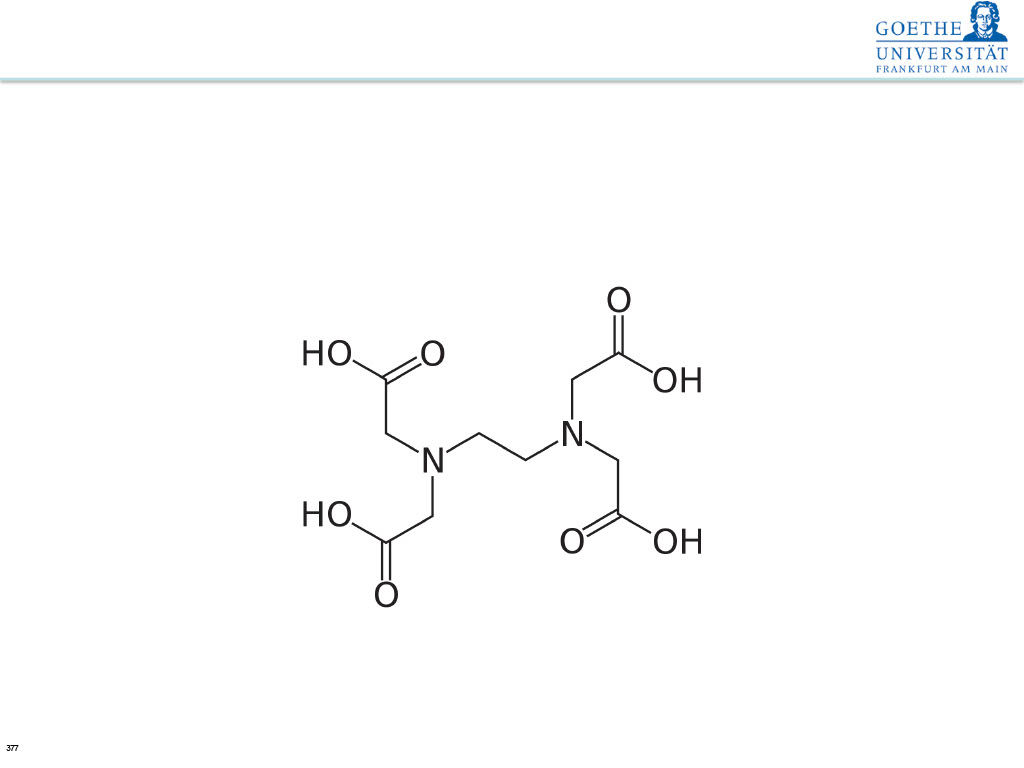 GOETHE
UNIVERSITÄT
FRANKFURT AM MAIN
O
HO
O
OH
N
N
HO
O
OH
O
377